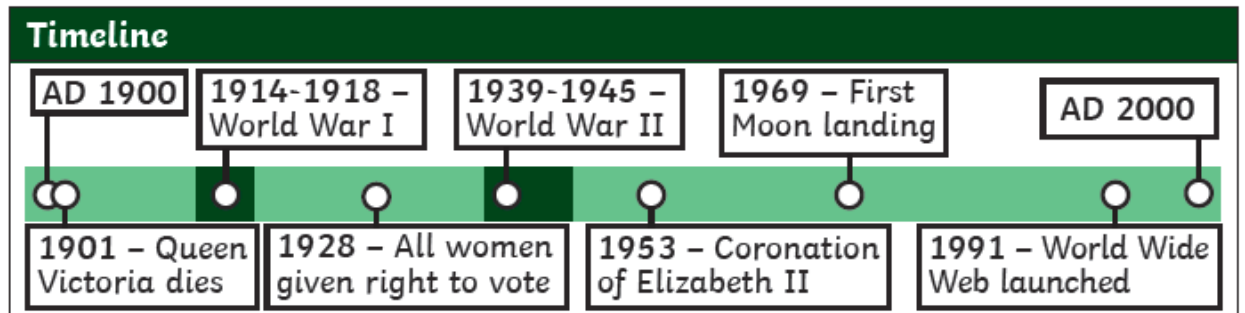 Timeline
AD 1900
1914-1918 –
World War I
1939-1945 –
World War II
1969 – First
Moon landing
AD 2000
1901 – Queen
Victoria dies
1928 – All women
given right to vote
1953 – Coronation
of Elizabeth II
1991 – World Wide
Web launched